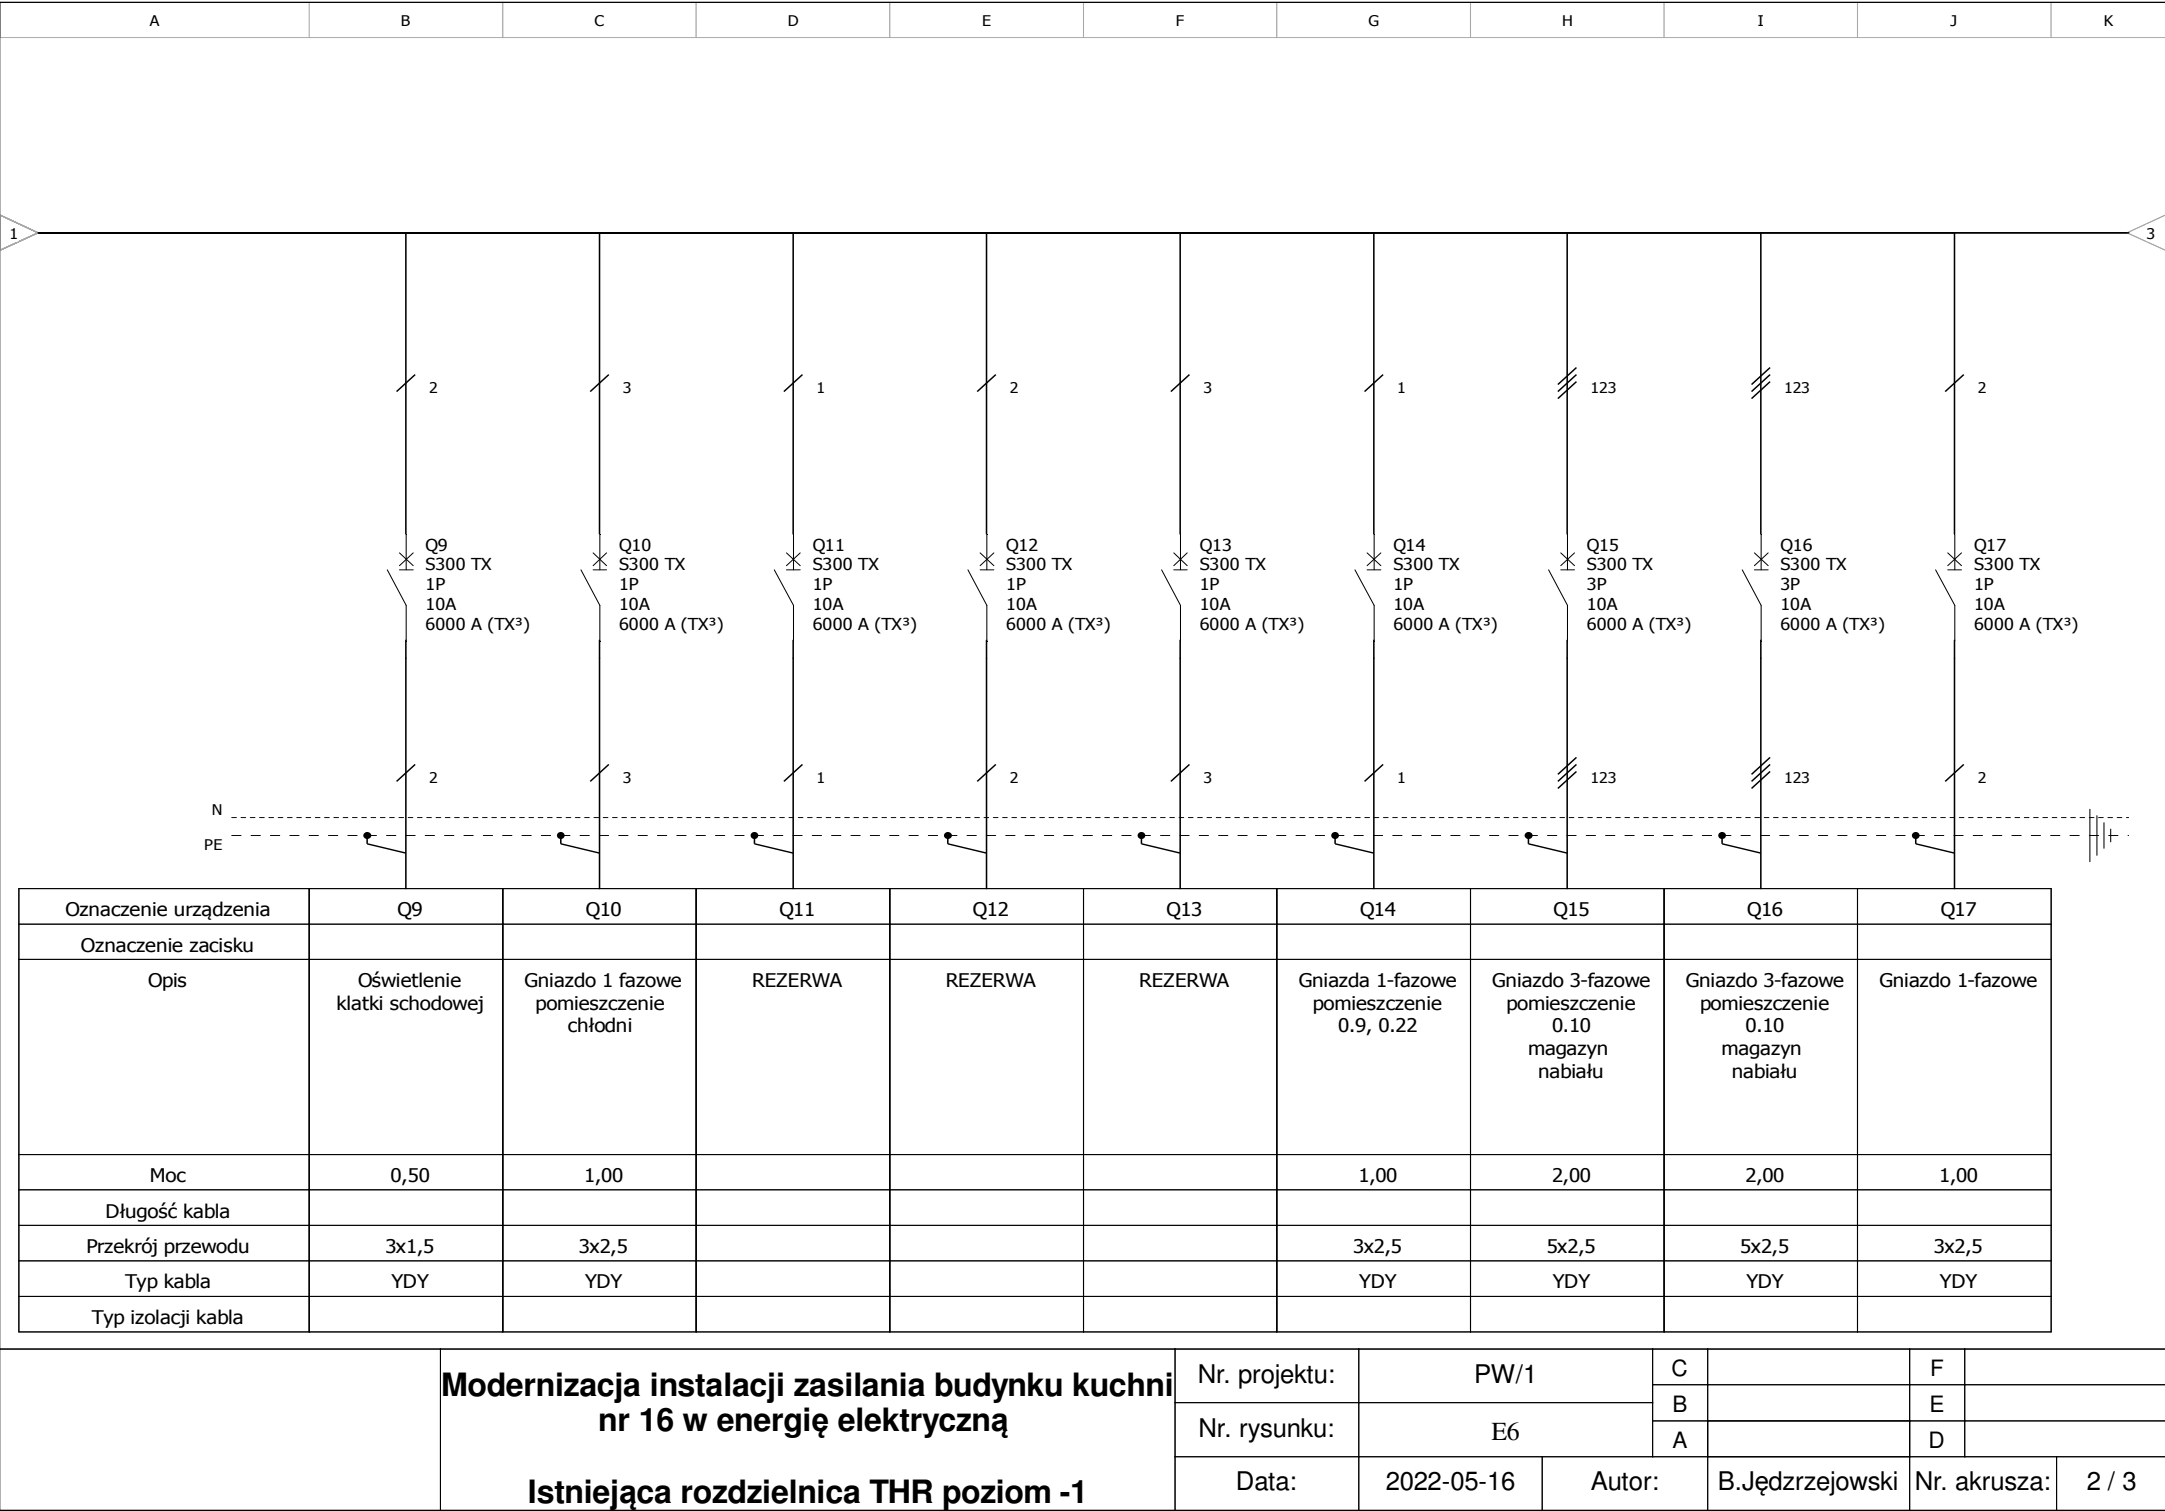 A B C D E F G H I J K
1 3
2 3 1 2 3 1 123 123 2
Q9 Q10 Q11 Q12 Q13 Q14 Q15 Q16 Q17
S300 TX S300 TX S300 TX S300 TX S300 TX S300 TX S300 TX S300 TX S300 TX
1P 1P 1P 1P 1P 1P 3P 3P 1P
10A 10A 10A 10A 10A 10A 10A 10A 10A
6000 A (TX³) 6000 A (TX³) 6000 A (TX³) 6000 A (TX³) 6000 A (TX³) 6000 A (TX³) 6000 A (TX³) 6000 A (TX³) 6000 A (TX³)
2 3 1 2 3 1 123 123 2
N
PE
Oznaczenie urządzenia Q9 Q10 Q11 Q12 Q13 Q14 Q15 Q16 Q17
Oznaczenie zacisku
Opis Oświetlenie Gniazdo 1 fazowe REZERWA REZERWA REZERWA Gniazda 1-fazowe Gniazdo 3-fazowe Gniazdo 3-fazowe Gniazdo 1-fazowe
klatki schodowej pomieszczenie pomieszczenie pomieszczenie pomieszczenie
chłodni 0.9, 0.22 0.10 0.10
magazyn magazyn
nabiału nabiału
Moc 0,50 1,00 1,00 2,00 2,00 1,00
Długość kabla
Przekrój przewodu 3x1,5 3x2,5 3x2,5 5x2,5 5x2,5 3x2,5
Typ kabla YDY YDY YDY YDY YDY YDY
Typ izolacji kabla
Modernizacja instalacji zasilania budynku kuchni
nr 16 w energię elektryczną
Istniejąca rozdzielnica THR poziom -1
Nr. projektu: PW/1 C F
B E
Nr. rysunku: E6 A D
Data: 2022-05-16 Autor: B.Jędzrzejowski Nr. akrusza: 2 / 3